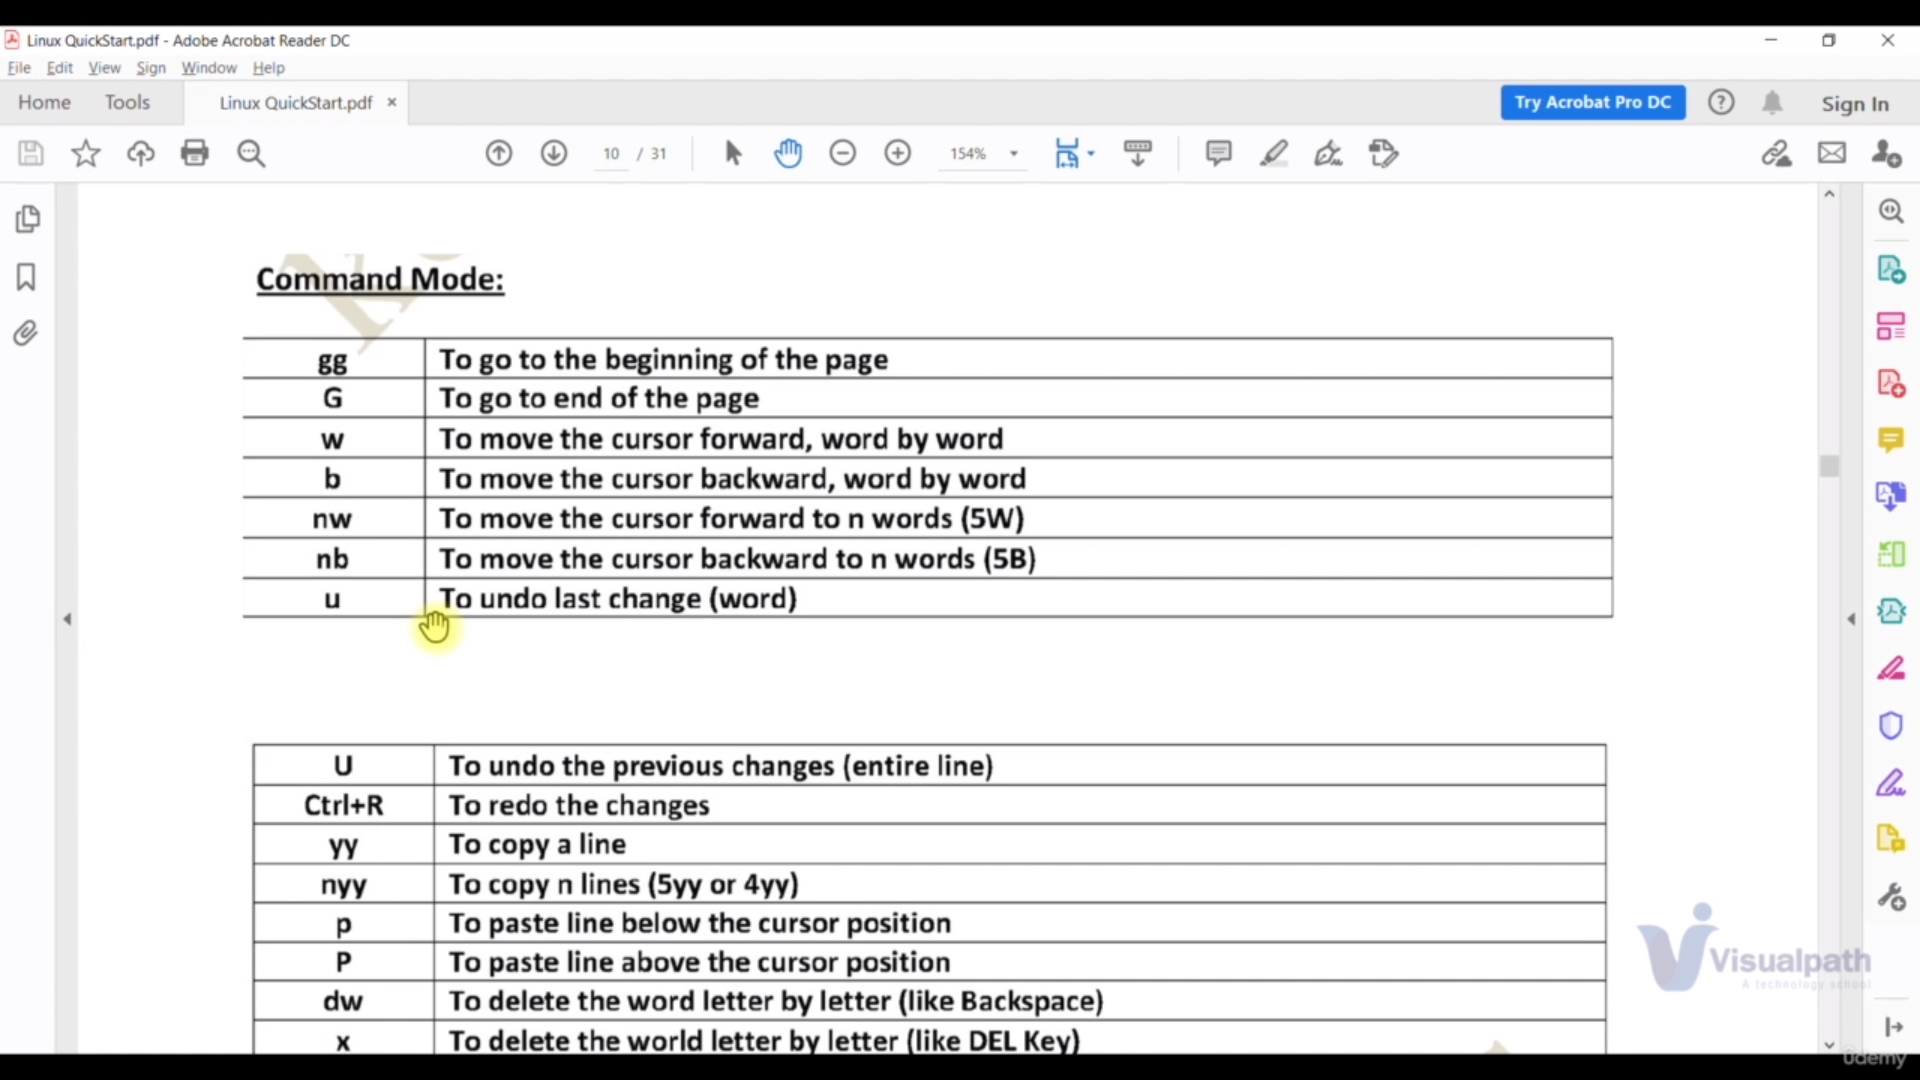 Linux QuickStart.pdf - Adobe Acrobat Reader DC
File Edit View Sign Window Help
Home Tools Linux QuickStart.pdf × Try Acrobat Pro DC Sign In
10 / 31 154%
Command Mode:
gg To go to the beginning of the page
G To go to end of the page
w To move the cursor forward, word by word
b To move the cursor backward, word by word
nw To move the cursor forward to n words (5W)
nb To move the cursor backward to n words (5B)
u To undo last change (word)
U To undo the previous changes (entire line)
Ctrl+R To redo the changes
yy To copy a line
nyy To copy n lines (5yy or 4yy)
p To paste line below the cursor position
P To paste line above the cursor position
dw To delete the word letter by letter (like Backspace)
x To delete the world letter by letter (like DEL Key)
Visualpath
A technology school
ûdemy